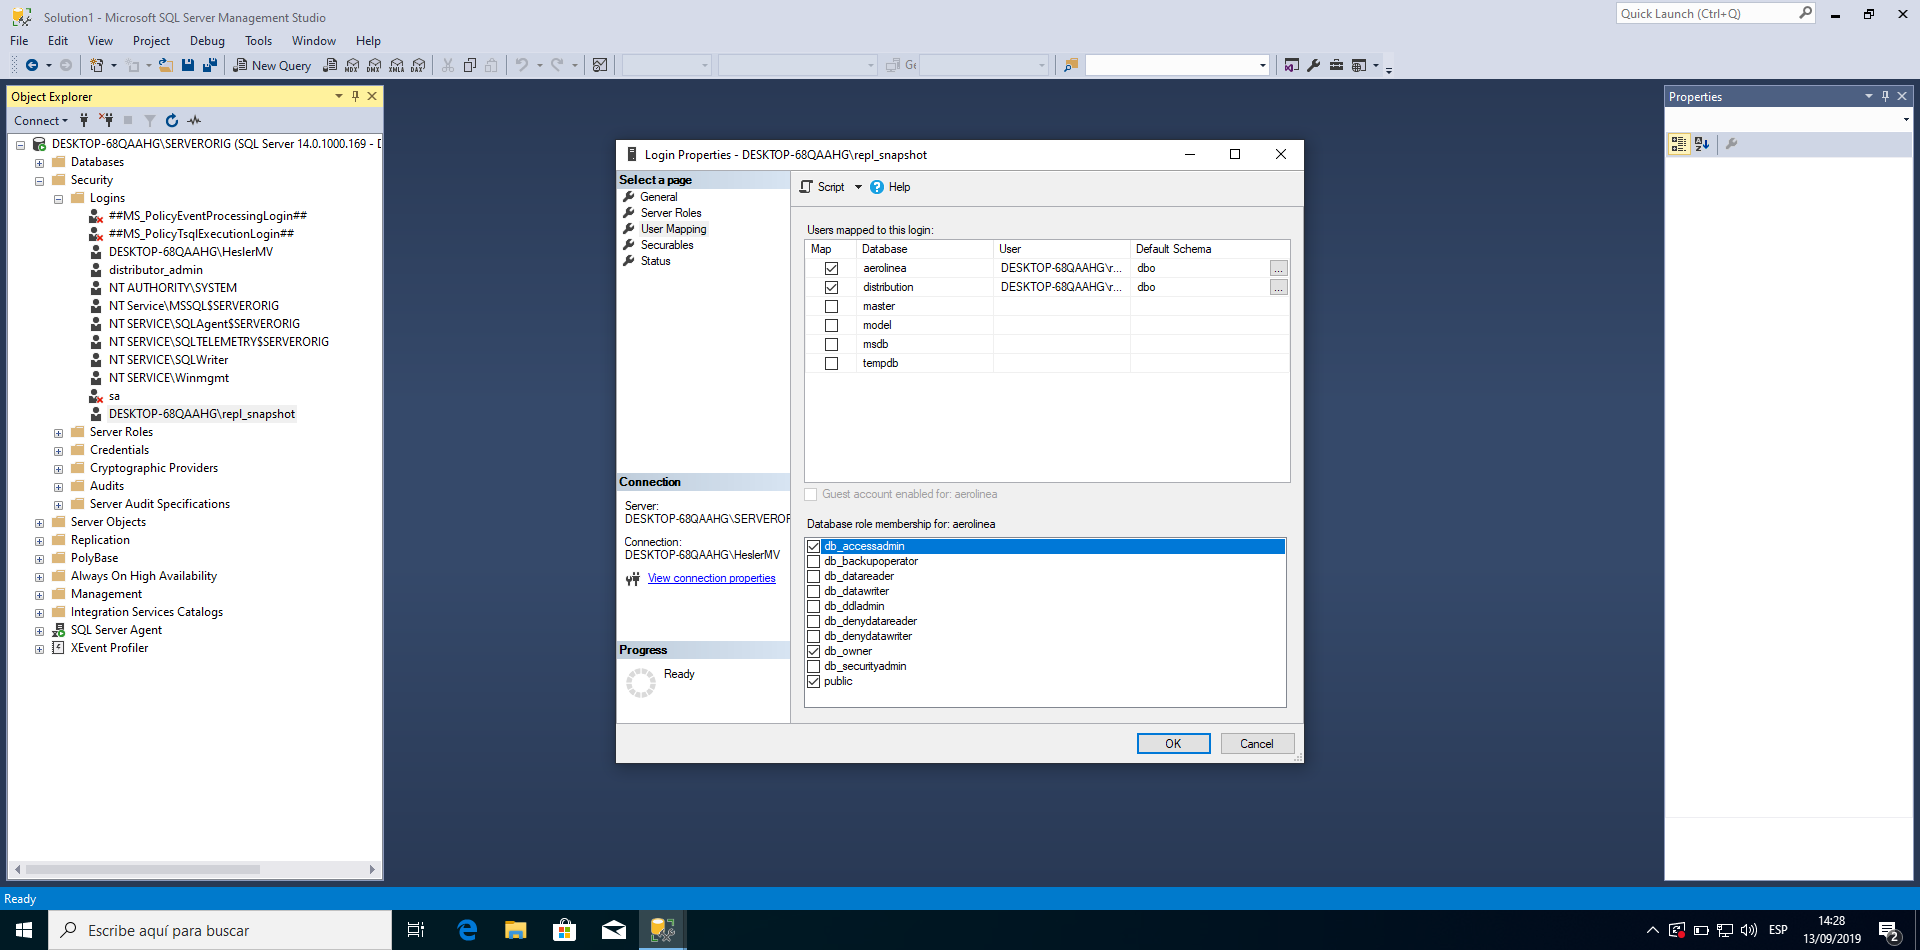 Solution1 - Microsoft SQL Server Management Studio
Quick Launch (Ctrl+Q)
File Edit View Project Debug Tools Window Help
New Query MDX DMX XMLA DAX
Object Explorer
Connect
DESKTOP-68QAAHG\SERVERORIG (SQL Server 14.0.1000.169 - D
Databases
Security
Logins
##MS_PolicyEventProcessingLogin##
##MS_PolicyTsqlExecutionLogin##
DESKTOP-68QAAHG\HeslerMV
distributor_admin
NT AUTHORITY\SYSTEM
NT Service\MSSQL$SERVERORIG
NT SERVICE\SQLAgent$SERVERORIG
NT SERVICE\SQLTELEMETRY$SERVERORIG
NT SERVICE\SQLWriter
NT SERVICE\Winmgmt
sa
DESKTOP-68QAAHG\repl_snapshot
Server Roles
Credentials
Cryptographic Providers
Audits
Server Audit Specifications
Server Objects
Replication
PolyBase
Always On High Availability
Management
Integration Services Catalogs
SQL Server Agent
XEvent Profiler
Login Properties - DESKTOP-68QAAHG\repl_snapshot
Select a page
General
Server Roles
User Mapping
Securables
Status
Connection
Server:
DESKTOP-68QAAHG\SERVEROR
Connection:
DESKTOP-68QAAHG\HeslerMV
View connection properties
Progress
Ready
Script Help
Users mapped to this login:
Map Database User Default Schema
aerolinea DESKTOP-68QAAHG\r... dbo ...
distribution DESKTOP-68QAAHG\r... dbo ...
master
model
msdb
tempdb
Guest account enabled for: aerolinea
Database role membership for: aerolinea
db_accessadmin
db_backupoperator
db_datareader
db_datawriter
db_ddladmin
db_denydatareader
db_denydatawriter
db_owner
db_securityadmin
public
OK Cancel
Properties
Ready
Escribe aquí para buscar
ESP
14:28
13/09/2019
2